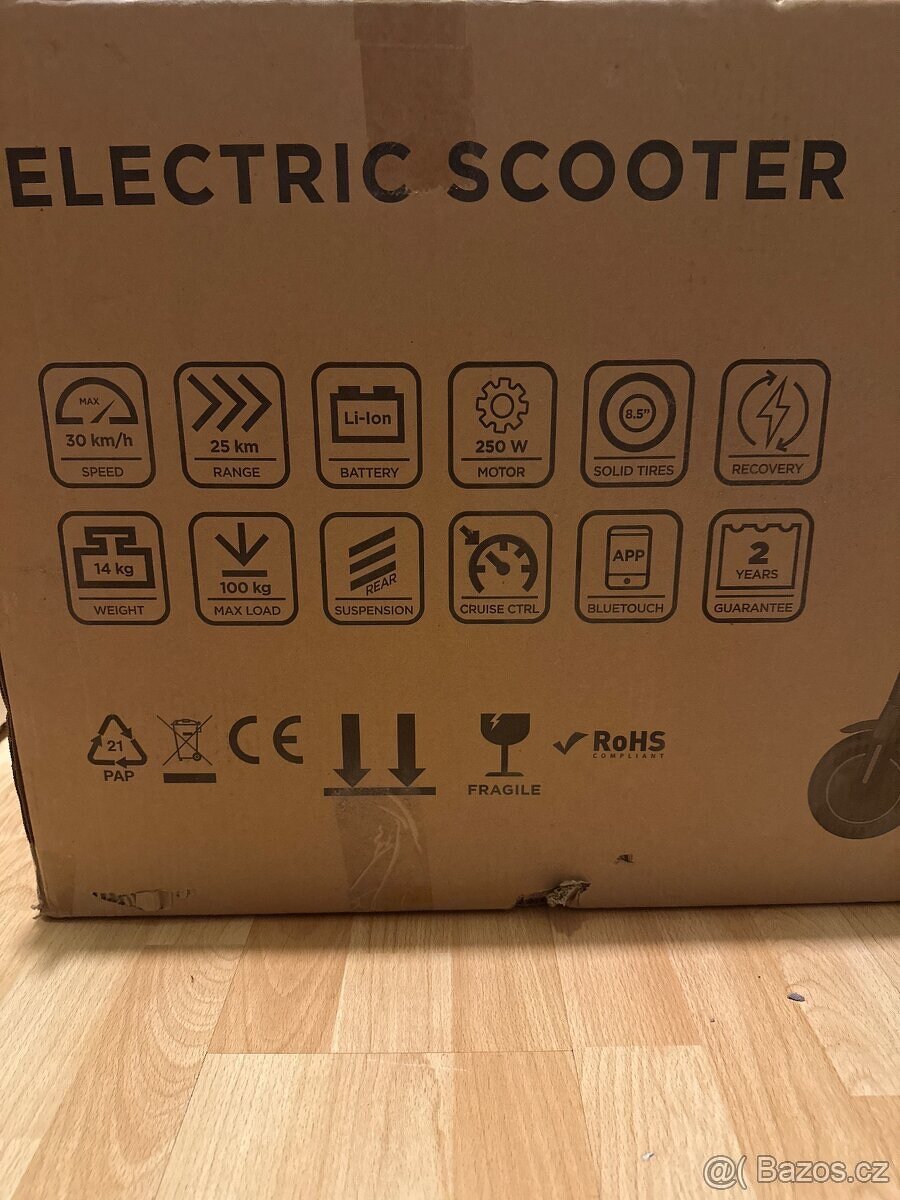 ELECTRIC SCOOTER
MAX
30 km/h
SPEED
25 km
RANGE
Li-Ion
BATTERY
250 W
MOTOR
8.5"
SOLID TIRES
RECOVERY
14 kg
WEIGHT
100 kg
MAX LOAD
REAR
SUSPENSION
CRUISE CTRL
APP
BLUETOUCH
2
YEARS
GUARANTEE
21
PAP
CE
FRAGILE
RoHS
COMPLIANT
@( Bazos.cz